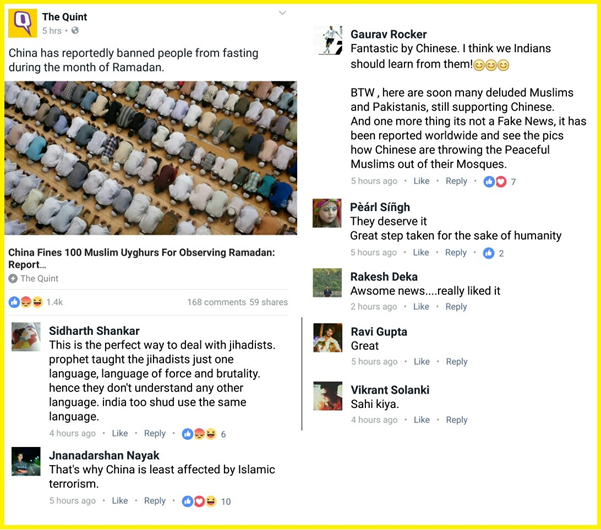 The Quint
5 hrs •
China has reportedly banned people from fasting
during the month of Ramadan.
China Fines 100 Muslim Uyghurs For Observing Ramadan:
Report...
The Quint
1.4k 168 comments 59 shares
Sidharth Shankar
This is the perfect way to deal with jihadists.
prophet taught the jihadists just one
language, language of force and brutality.
hence they don't understand any other
language. india too shud use the same
language.
4 hours ago • Like • Reply • 6
Jnanadarshan Nayak
That's why China is least affected by Islamic
terrorism.
5 hours ago • Like • Reply • 10
Gaurav Rocker
Fantastic by Chinese. I think we Indians
should learn from them!😊😊😊
BTW , here are soon many deluded Muslims
and Pakistanis, still supporting Chinese.
And one more thing its not a Fake News, it has
been reported worldwide and see the pics
how Chinese are throwing the Peaceful
Muslims out of their Mosques.
5 hours ago • Like • Reply • 7
Pèárl Síñgh
They deserve it
Great step taken for the sake of humanity
5 hours ago • Like • Reply • 2
Rakesh Deka
Awsome news....really liked it
2 hours ago • Like • Reply
Ravi Gupta
Great
5 hours ago • Like • Reply
Vikrant Solanki
Sahi kiya.
4 hours ago • Like • Reply